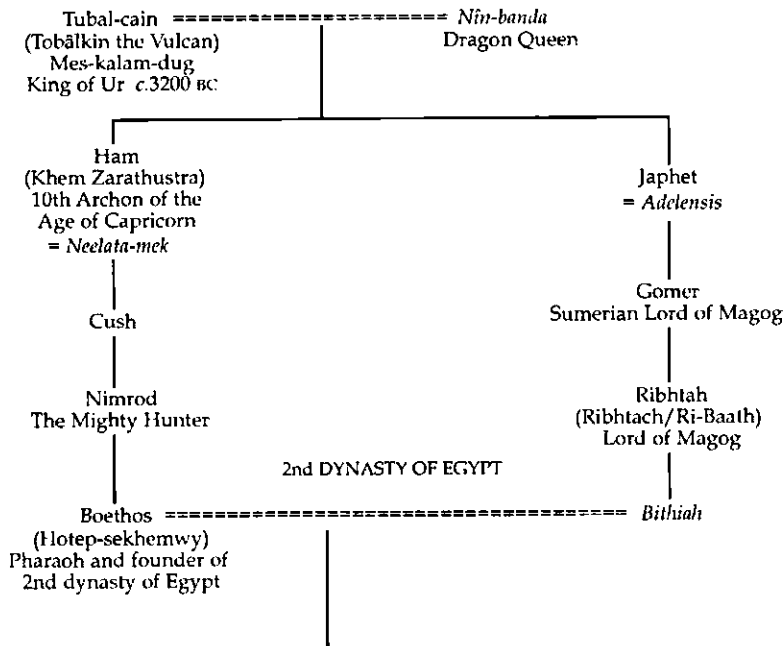 Tubal-cain ==================== Nîn-banda
(Tobâlkin the Vulcan)
Dragon Queen
Mes-kalam-dug
King of Ur c.3200 BC
Ham
(Khem Zarathustra)
10th Archon of the
Age of Capricorn
= Neelata-mek
Japhet
= Adelensis
Cush
Gomer
Sumerian Lord of Magog
Nimrod
The Mighty Hunter
Ribhtah
(Ribhtach/Ri-Baath)
Lord of Magog
2nd DYNASTY OF EGYPT
Boethos ======================================= Bithiah
(Hotep-sekhemwy)
Pharaoh and founder of
2nd dynasty of Egypt